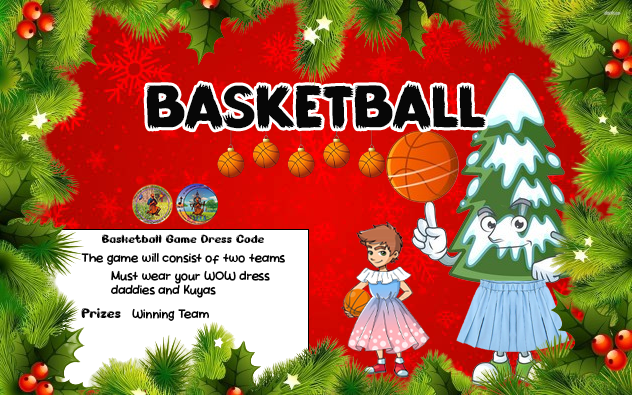 BASKETBALL
Basketball Game Dress Code
The game will consist of two teams
Must wear your WOW dress
daddies and Kuyas
Prizes Winning Team